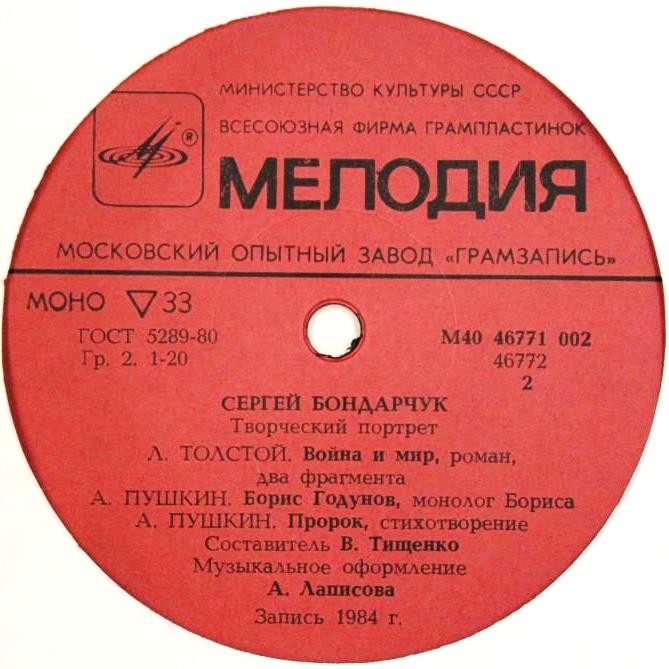 МИНИСТЕРСТВО КУЛЬТУРЫ СССР
ВСЕСОЮЗНАЯ ФИРМА ГРАМПЛАСТИНОК
®
МЕЛОДИЯ
МОСКОВСКИЙ ОПЫТНЫЙ ЗАВОД «ГРАМЗАПИСЬ»
МОНО ▽ 33
ГОСТ 5289-80
Гр. 2. 1-20
М40 46771 002
46772
2
СЕРГЕЙ БОНДАРЧУК
Творческий портрет
Л. ТОЛСТОЙ. Война и мир, роман,
два фрагмента
А. ПУШКИН. Борис Годунов, монолог Бориса
А. ПУШКИН. Пророк, стихотворение
Составитель В. Тищенко
Музыкальное оформление
А. Лаписова
Запись 1984 г.